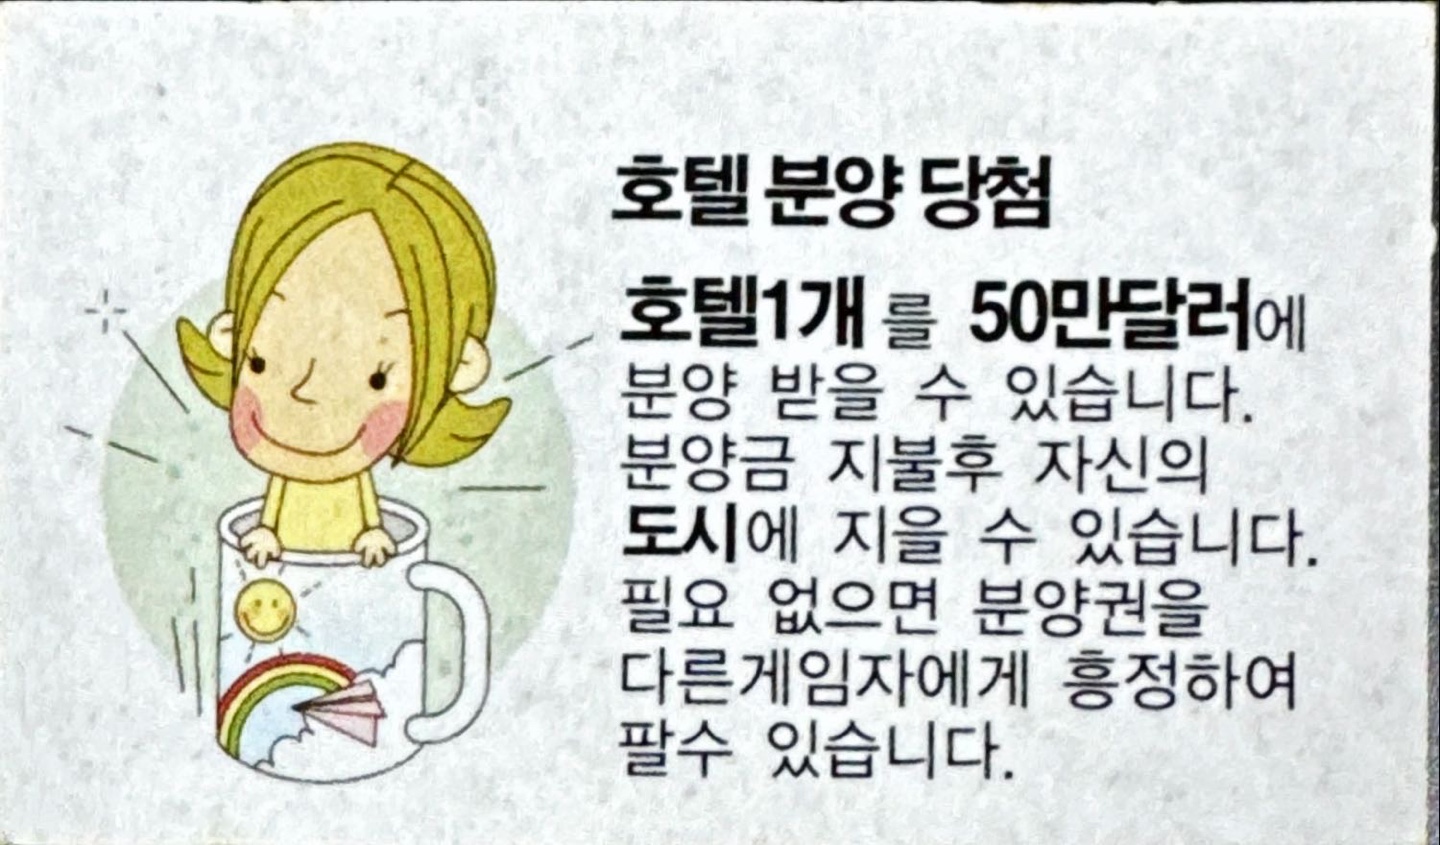 호텔 분양 당첨
호텔1개 를 50만달러에
분양 받을 수 있습니다.
분양금 지불후 자신의
도시에 지을 수 있습니다.
필요 없으면 분양권을
다른게임자에게 흥정하여
팔수 있습니다.